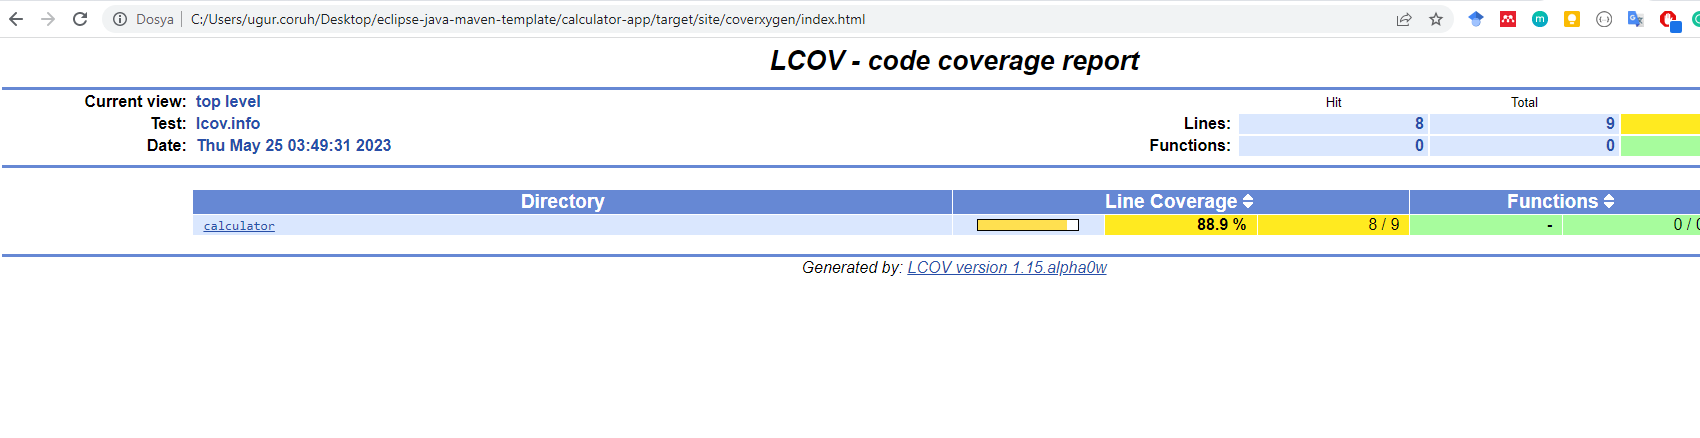 Dosya C:/Users/ugur.coruh/Desktop/eclipse-java-maven-template/calculator-app/target/site/coverxygen/index.html
LCOV - code coverage report
Current view: top level
Hit Total
Test: lcov.info
Lines: 8 9
Date: Thu May 25 03:49:31 2023
Functions: 0 0
Directory Line Coverage Functions
calculator 88.9 % 8 / 9 - 0 / 0
Generated by: LCOV version 1.15.alpha0w